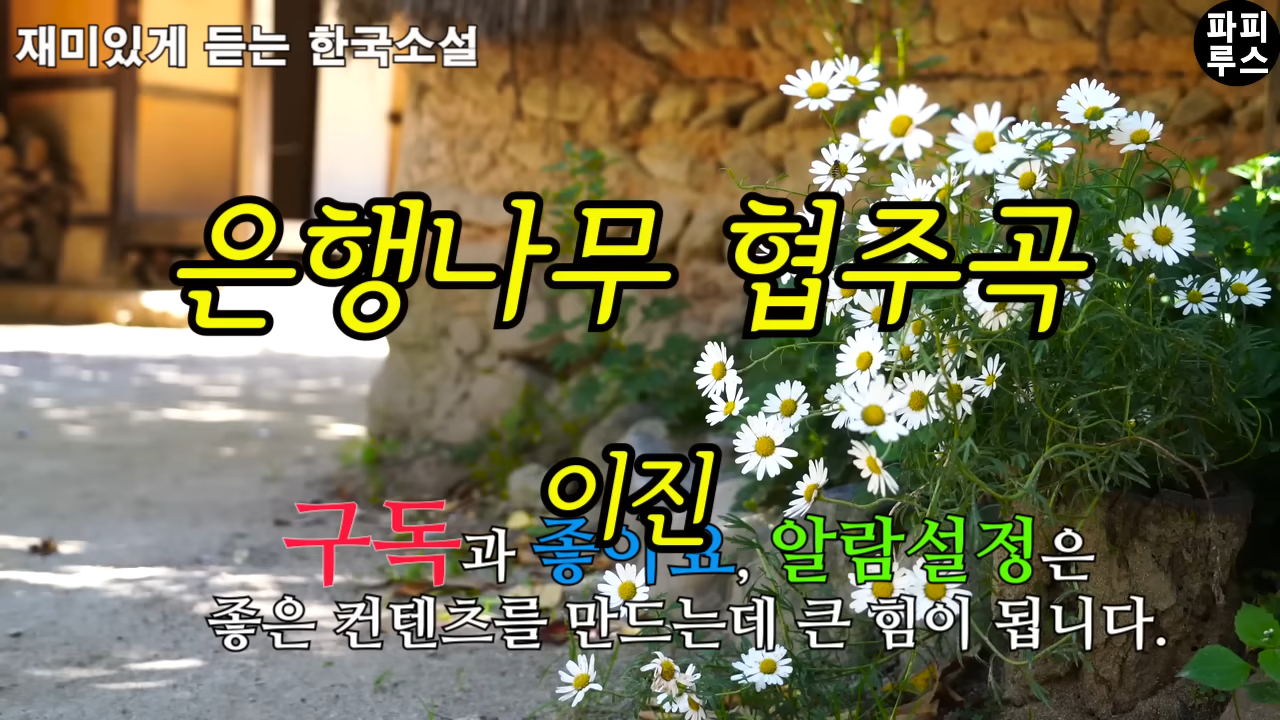 재미있게 듣는 한국소설
파피
루스
은행나무 협주곡
이진
구독과 좋아요, 알람설정은
좋은 컨텐츠를 만드는데 큰 힘이 됩니다.